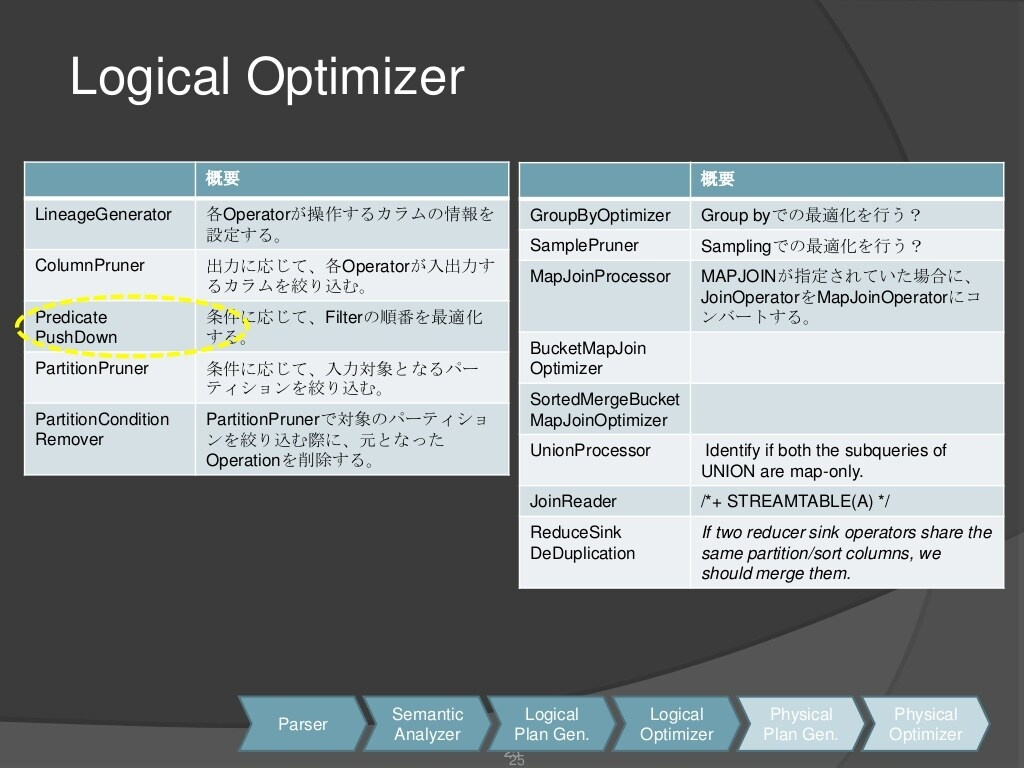 Logical Optimizer
概要
LineageGenerator
各Operatorが操作するカラムの情報を
設定する。
ColumnPruner
出力に応じて、各Operatorが入出力す
るカラムを絞り込む。
Predicate
PushDown
条件に応じて、Filterの順番を最適化
する。
PartitionPruner
条件に応じて、入力対象となるパー
ティションを絞り込む。
PartitionCondition
Remover
PartitionPrunerで対象のパーティショ
ンを絞り込む際に、元となった
Operationを削除する。
概要
GroupByOptimizer
Group byでの最適化を行う？
SamplePruner
Samplingでの最適化を行う？
MapJoinProcessor
MAPJOINが指定されていた場合に、
JoinOperatorをMapJoinOperatorにコ
ンバートする。
BucketMapJoin
Optimizer
SortedMergeBucket
MapJoinOptimizer
UnionProcessor
Identify if both the subqueries of
UNION are map-only.
JoinReader
/*+ STREAMTABLE(A) */
ReduceSink
DeDuplication
If two reducer sink operators share the
same partition/sort columns, we
should merge them.
Parser
Semantic
Analyzer
Logical
Plan Gen.
Logical
Optimizer
Physical
Plan Gen.
Physical
Optimizer
25